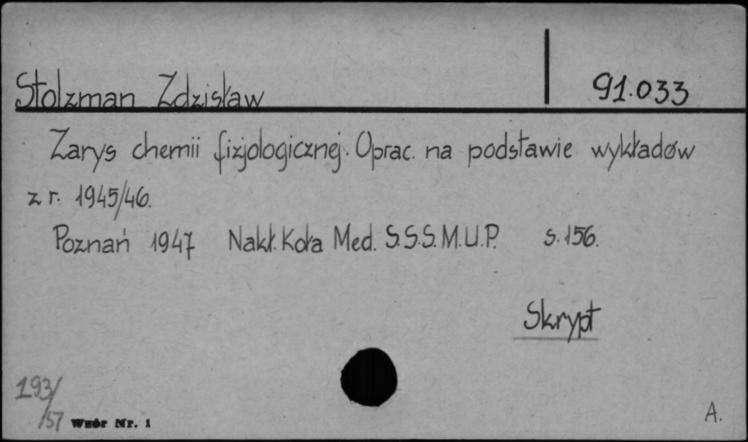 Stolzman Zdzisław 91.033
Zarys chemii fizjologicznej. Oprac. na podstawie wykładów
z r. 1945/46.
Poznań 1947 Nakł. Koła Med. S.S.S.M.U.P. s. 156.
Skrypt
193/
/57 Wzór Nr. 1
A.